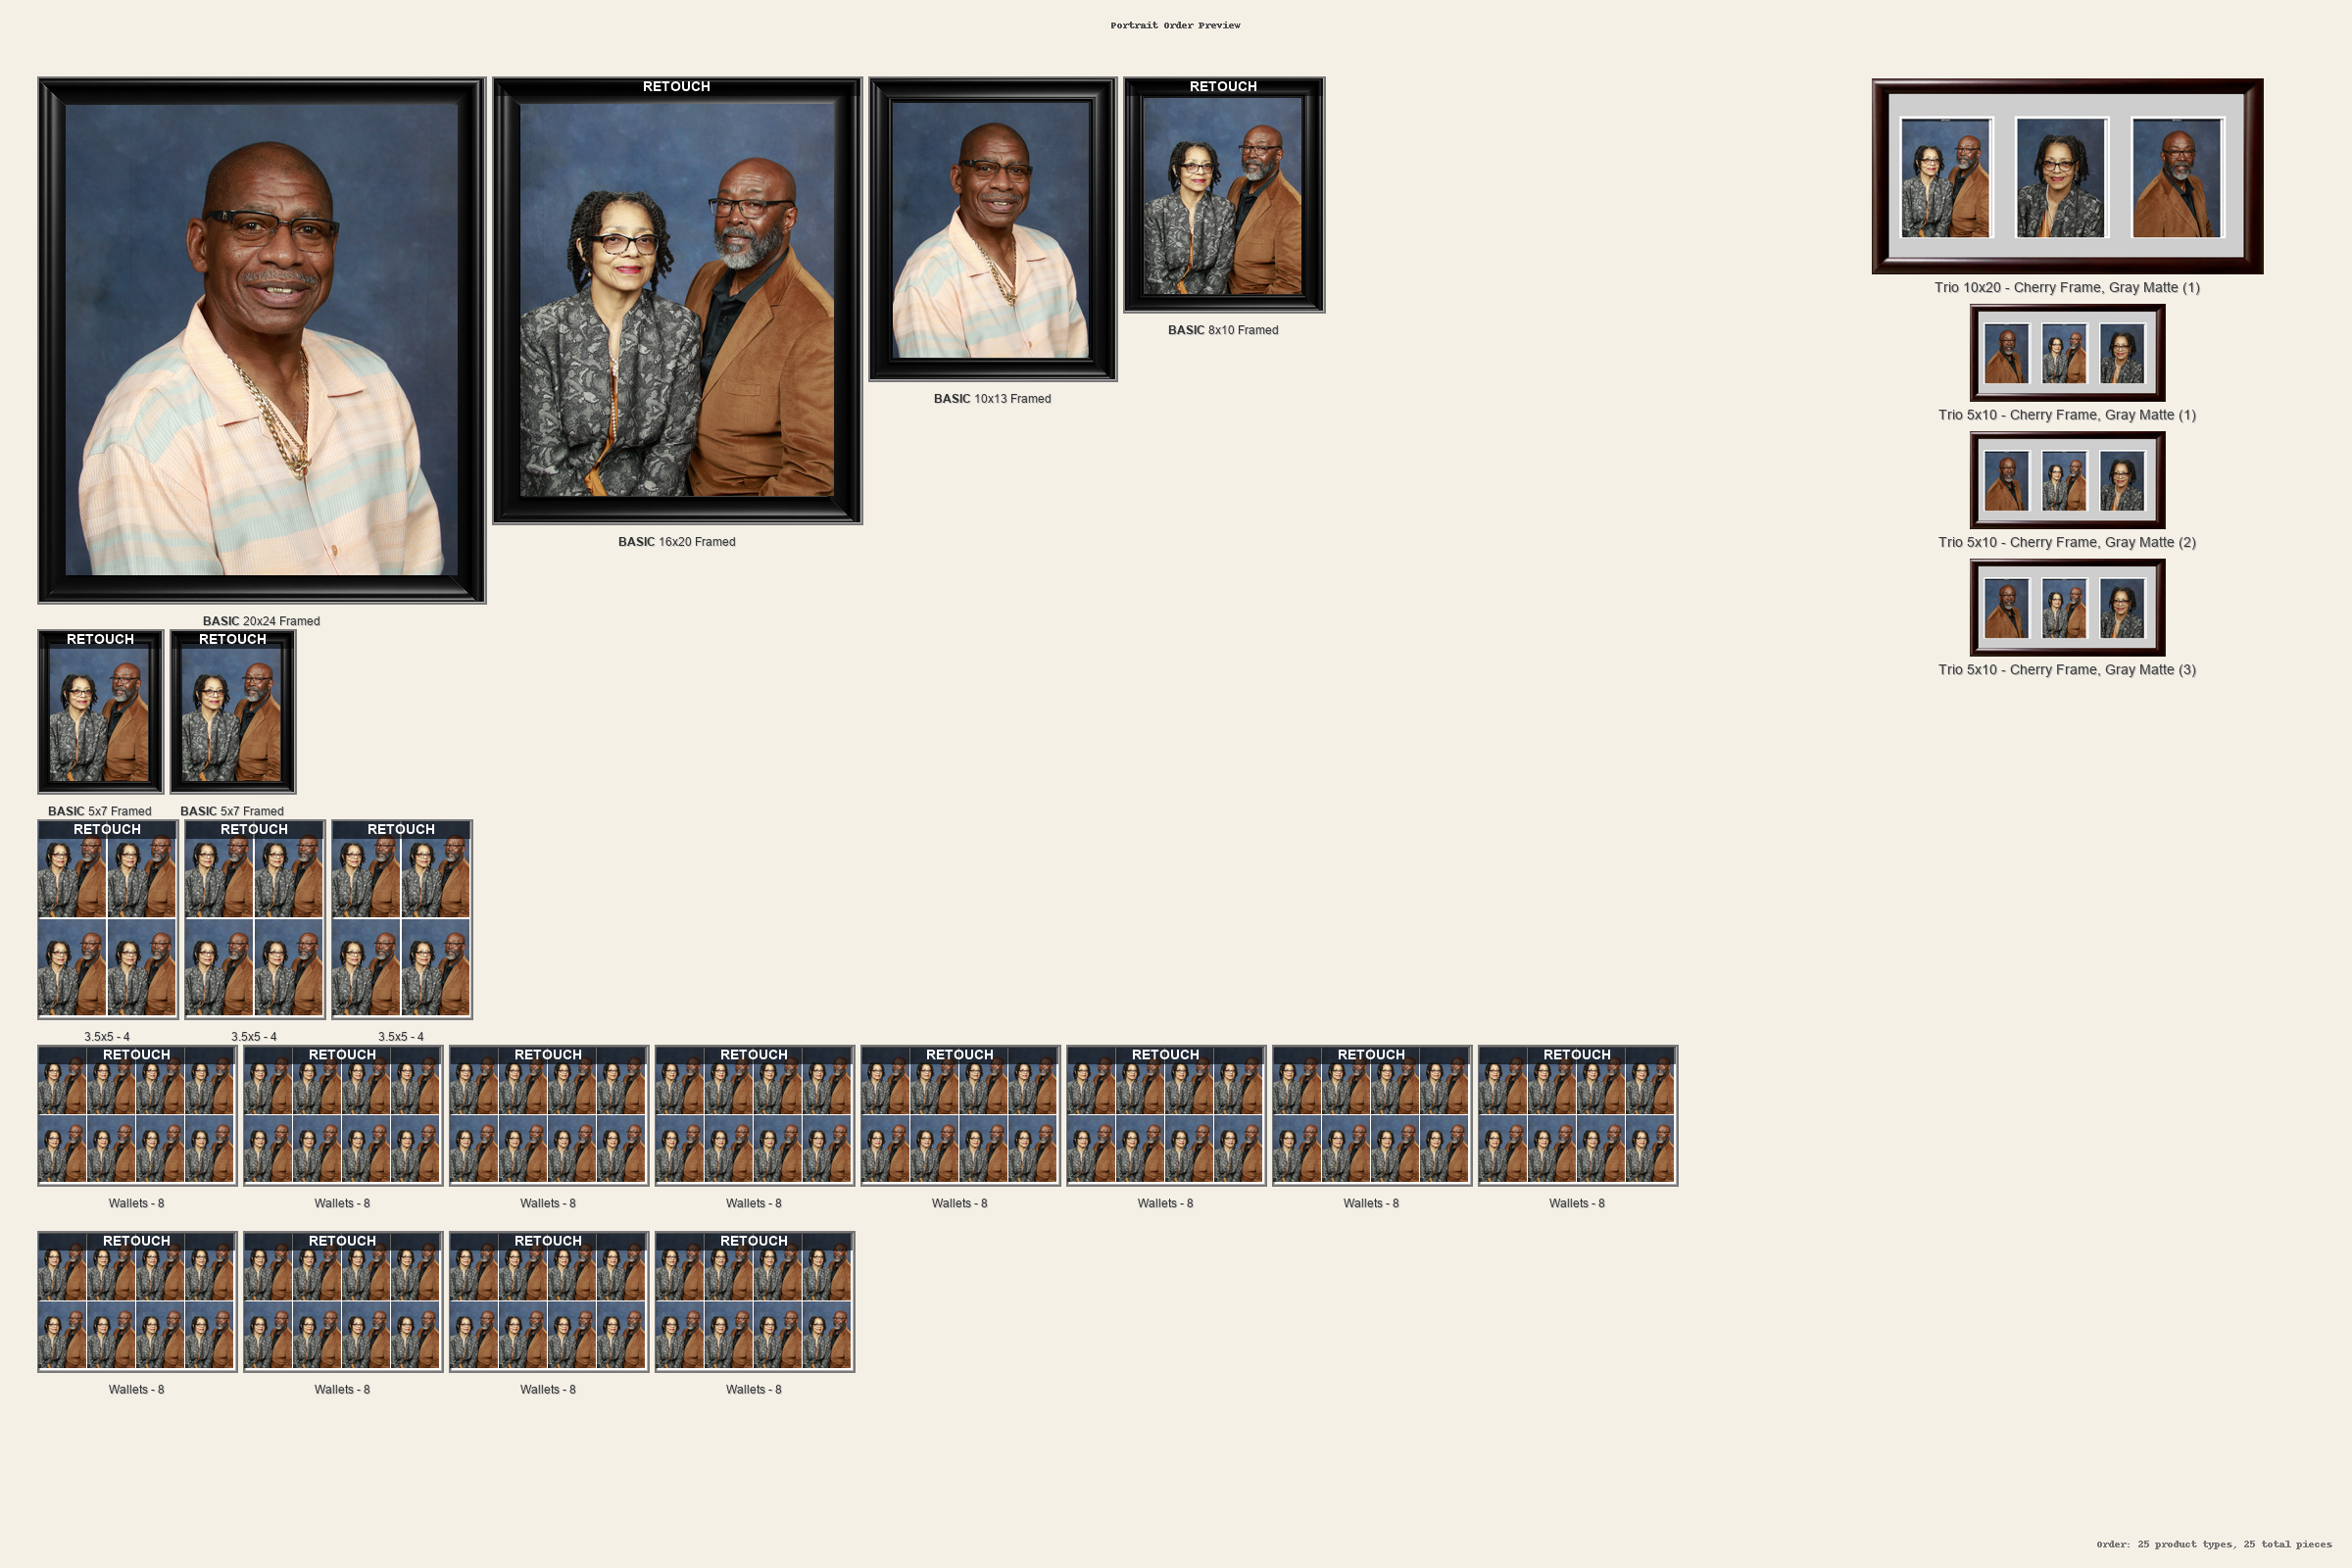 Portrait Order Preview
RETOUCH
RETOUCH
BASIC 20x24 Framed
BASIC 16x20 Framed
BASIC 10x13 Framed
BASIC 8x10 Framed
Trio 10x20 - Cherry Frame, Gray Matte (1)
Trio 5x10 - Cherry Frame, Gray Matte (1)
Trio 5x10 - Cherry Frame, Gray Matte (2)
Trio 5x10 - Cherry Frame, Gray Matte (3)
RETOUCH
RETOUCH
BASIC 5x7 Framed
BASIC 5x7 Framed
RETOUCH
RETOUCH
RETOUCH
3.5x5 - 4
3.5x5 - 4
3.5x5 - 4
RETOUCH
RETOUCH
RETOUCH
RETOUCH
RETOUCH
RETOUCH
RETOUCH
RETOUCH
Wallets - 8
Wallets - 8
Wallets - 8
Wallets - 8
Wallets - 8
Wallets - 8
Wallets - 8
Wallets - 8
RETOUCH
RETOUCH
RETOUCH
RETOUCH
Wallets - 8
Wallets - 8
Wallets - 8
Wallets - 8
Order: 25 product types, 25 total pieces